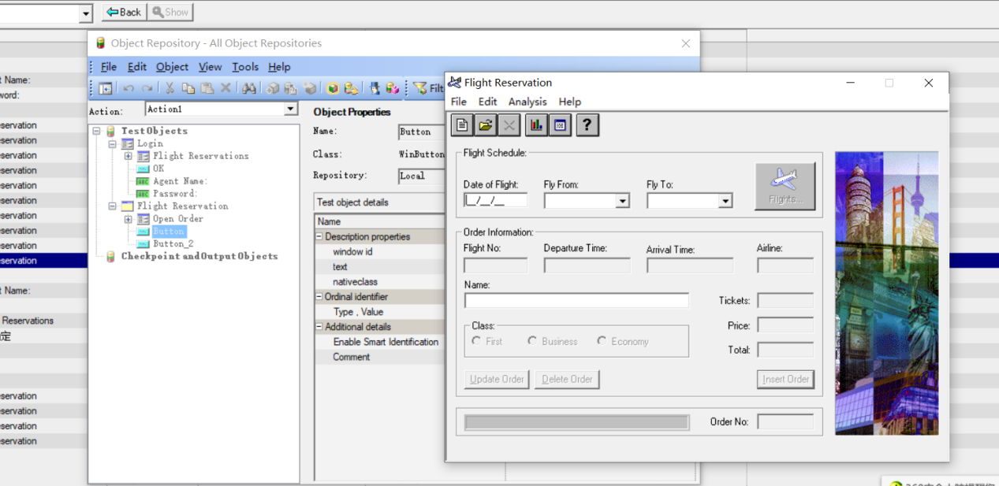 Back
Show
Object Repository - All Object Repositories
File Edit Object View Tools Help
Action: Action1
TestObjects
Login
Flight Reservations
OK
Agent Name:
Password:
Flight Reservation
Open Order
Button
Button_2
Checkpoint and Output Objects
Object Properties
Name: Button
Class: WinButton
Repository: Local
Test object details
Name
Description properties
window id
text
nativeclass
Ordinal identifier
Type , Value
Additional details
Enable Smart Identification
Comment
Flight Reservation
File Edit Analysis Help
?
Flight Schedule:
Date of Flight: Fly From: Fly To:
__/__/__
Flights...
Order Information:
Flight No: Departure Time: Arrival Time: Airline:
Name:
Tickets:
Class:
First Business Economy
Price:
Total:
Update Order Delete Order Insert Order
Order No:
t Name:
word:
servation
servation
servation
servation
servation
servation
servation
servation
servation
servation
t Name:
Reservations
定
servation
servation
servation
servation